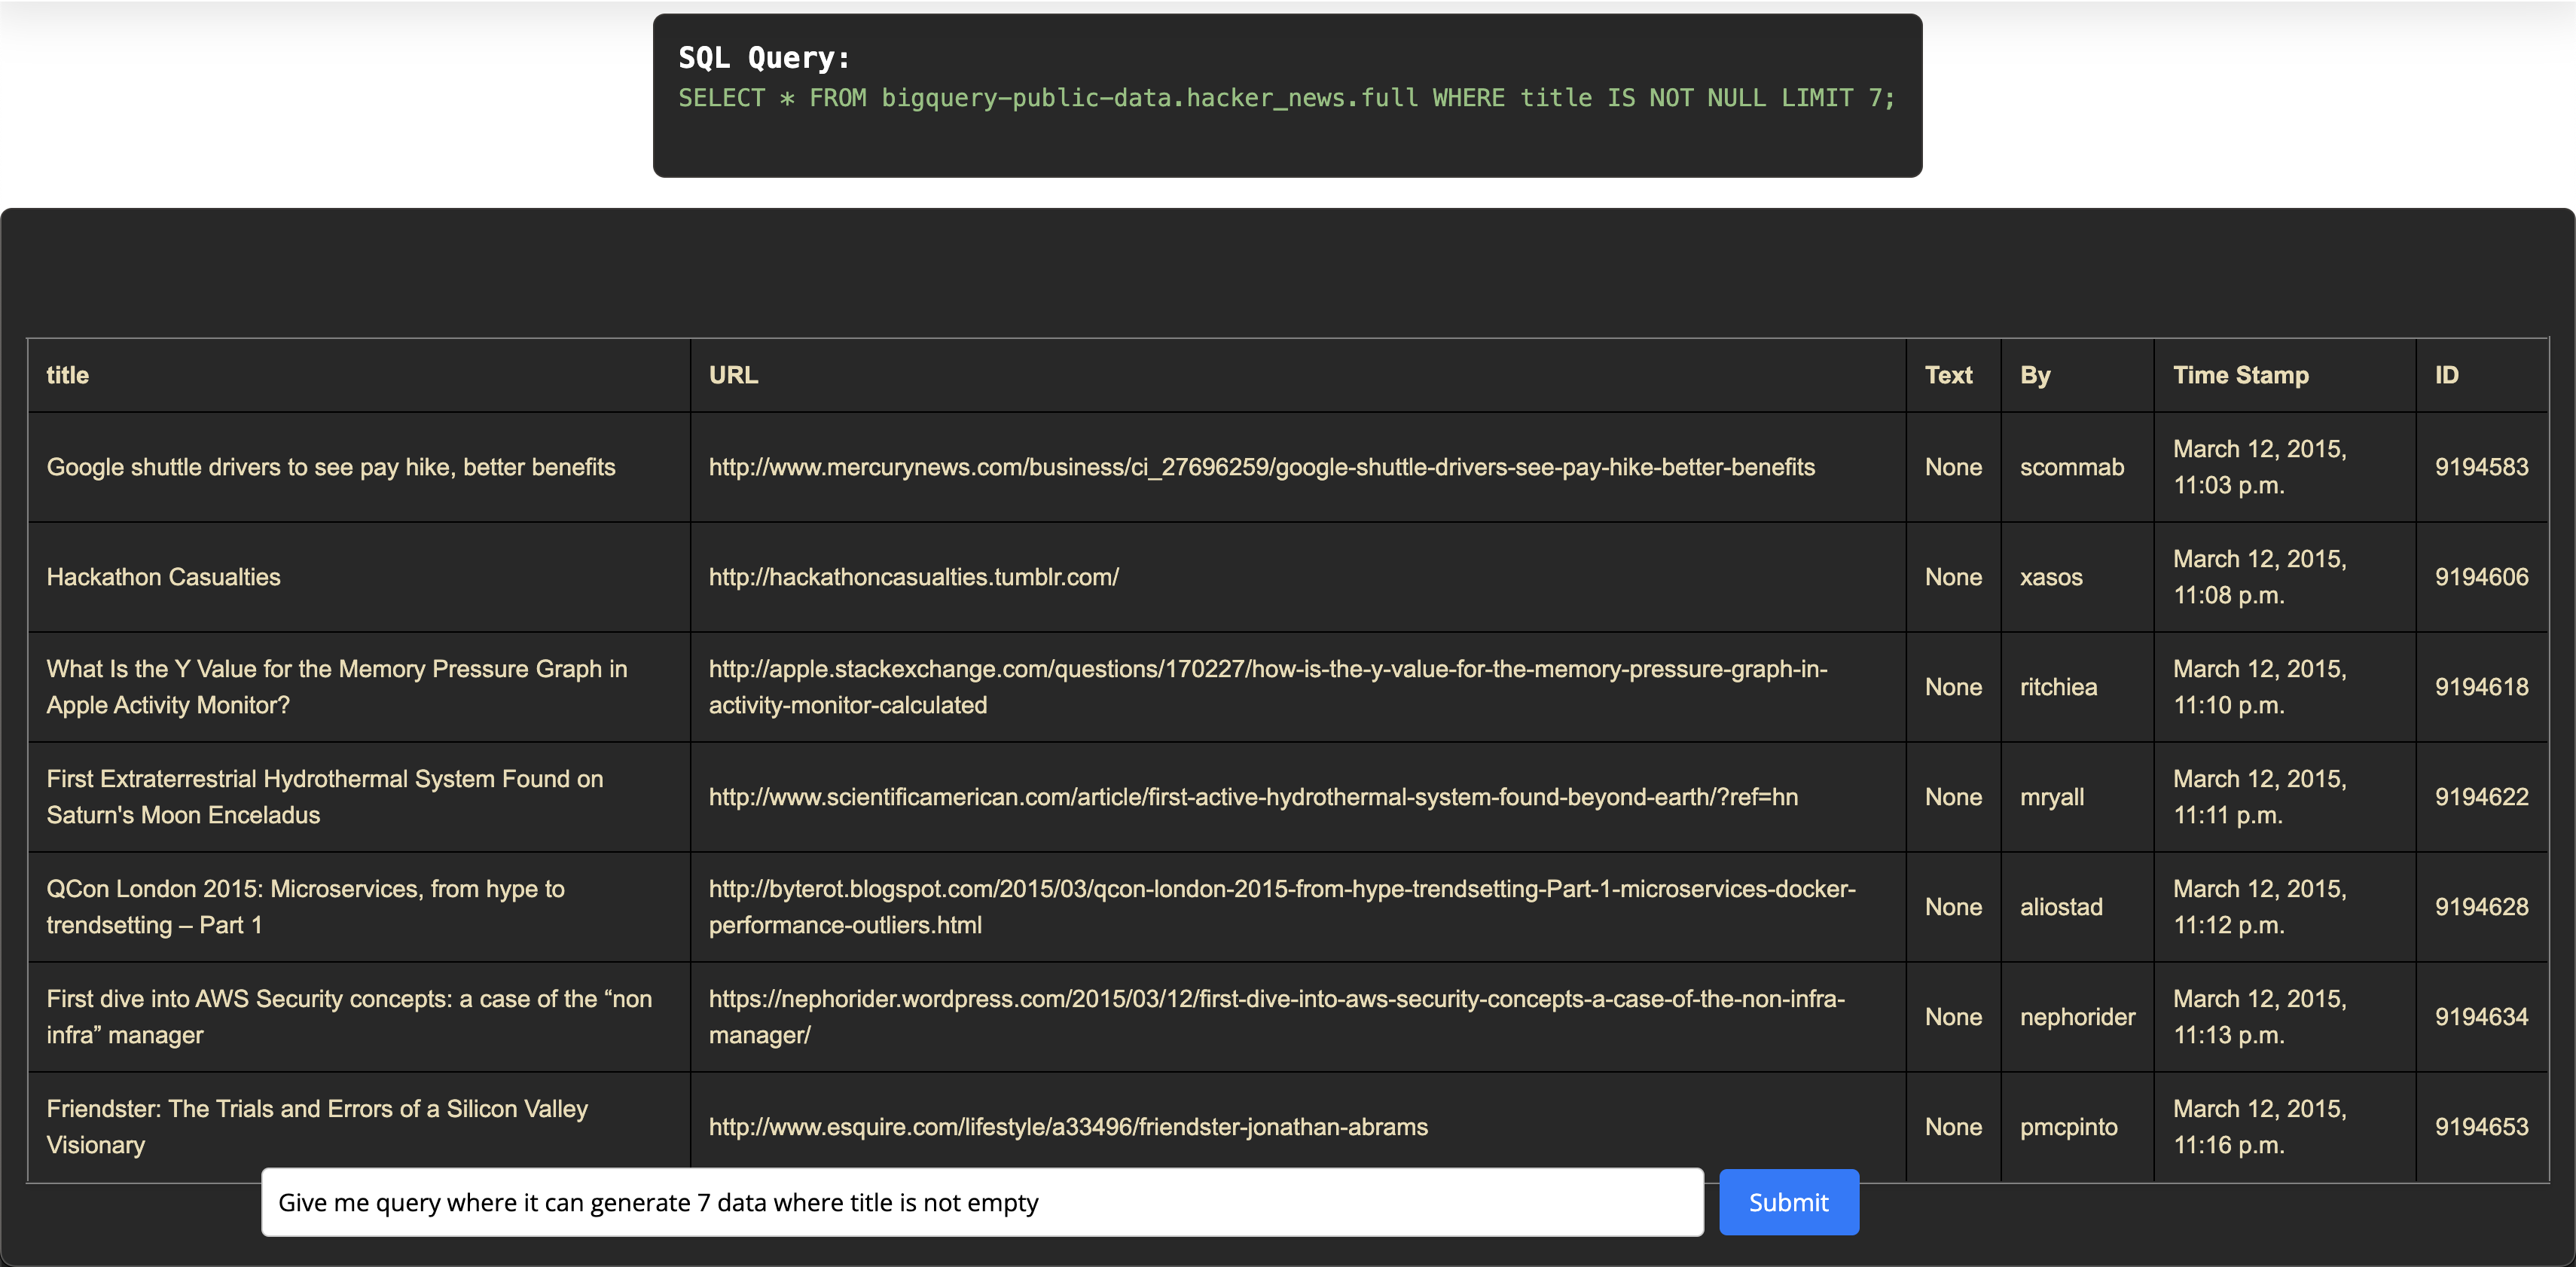 SQL Query:
SELECT * FROM bigquery-public-data.hacker_news.full WHERE title IS NOT NULL LIMIT 7;
title URL Text By Time Stamp ID
Google shuttle drivers to see pay hike, better benefits http://www.mercurynews.com/business/ci_27696259/google-shuttle-drivers-see-pay-hike-better-benefits None scommab March 12, 2015,
11:03 p.m. 9194583
Hackathon Casualties http://hackathoncasualties.tumblr.com/ None xasos March 12, 2015,
11:08 p.m. 9194606
What Is the Y Value for the Memory Pressure Graph in
Apple Activity Monitor?
http://apple.stackexchange.com/questions/170227/how-is-the-y-value-for-the-memory-pressure-graph-in-
activity-monitor-calculated
None ritchiea March 12, 2015,
11:10 p.m. 9194618
First Extraterrestrial Hydrothermal System Found on
Saturn's Moon Enceladus
http://www.scientificamerican.com/article/first-active-hydrothermal-system-found-beyond-earth/?ref=hn
None mryall March 12, 2015,
11:11 p.m. 9194622
QCon London 2015: Microservices, from hype to
trendsetting – Part 1
http://byterot.blogspot.com/2015/03/qcon-london-2015-from-hype-trendsetting-Part-1-microservices-docker-
performance-outliers.html
None aliostad March 12, 2015,
11:12 p.m. 9194628
First dive into AWS Security concepts: a case of the “non
infra” manager
https://nephorider.wordpress.com/2015/03/12/first-dive-into-aws-security-concepts-a-case-of-the-non-infra-
manager/
None nephorider March 12, 2015,
11:13 p.m. 9194634
Friendster: The Trials and Errors of a Silicon Valley
Visionary
http://www.esquire.com/lifestyle/a33496/friendster-jonathan-abrams
None pmcpinto March 12, 2015,
11:16 p.m. 9194653
Give me query where it can generate 7 data where title is not empty Submit